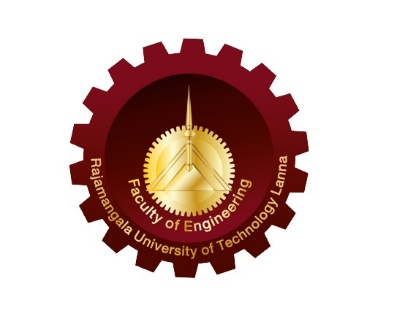 Faculty of Engineering
Rajamangala University of Technology Lanna